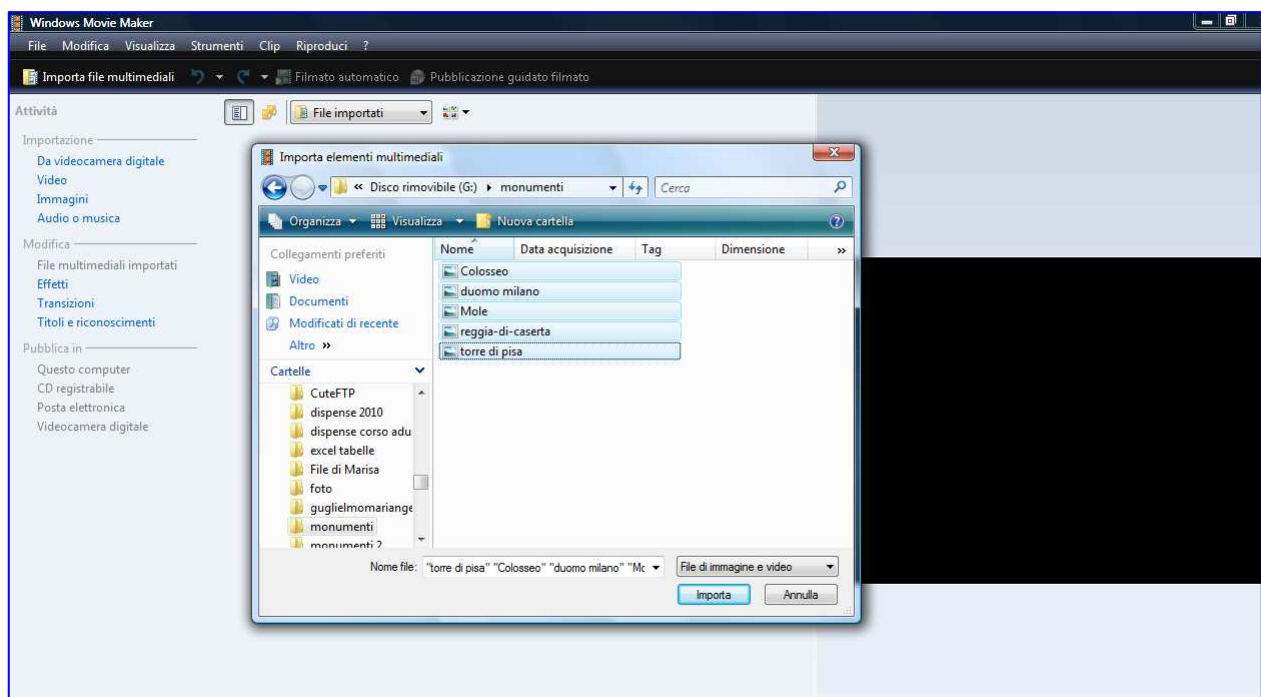 Windows Movie Maker
File Modifica Visualizza Strumenti Clip Riproduci ?
Importa file multimediali Filmato automatico Pubblicazione guidato filmato
Attività
File importati
Importazione
Da videocamera digitale
Video
Immagini
Audio o musica
Modifica
File multimediali importati
Effetti
Transizioni
Titoli e riconoscimenti
Pubblica in
Questo computer
CD registrabile
Posta elettronica
Videocamera digitale
Importa elementi multimediali
« Disco rimovibile (G:) monumenti Cerca
Organizza Visualizza Nuova cartella
Collegamenti preferiti
Video
Documenti
Modificati di recente
Altro »
Cartelle
CuteFTP
dispense 2010
dispense corso adu
excel tabelle
File di Marisa
foto
guglielmomariange
monumenti
monumenti 2
Nome Data acquisizione Tag Dimensione »
Colosseo
duomo milano
Mole
reggia-di-caserta
torre di pisa
Nome file: "torre di pisa" "Colosseo" "duomo milano" "Mc File di immagine e video
Importa Annulla